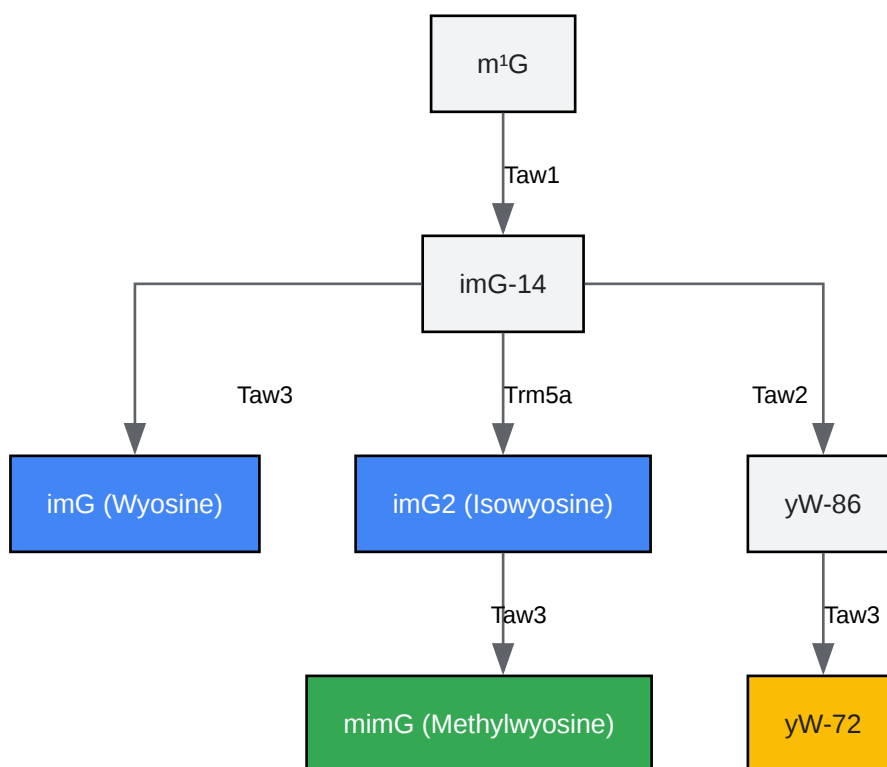 m¹G
Taw1
imG-14
Taw3
Trm5a
Taw2
imG (Wyosine)
imG2 (Isowyosine)
yW-86
Taw3
Taw3
mimG (Methylwyosine)
yW-72